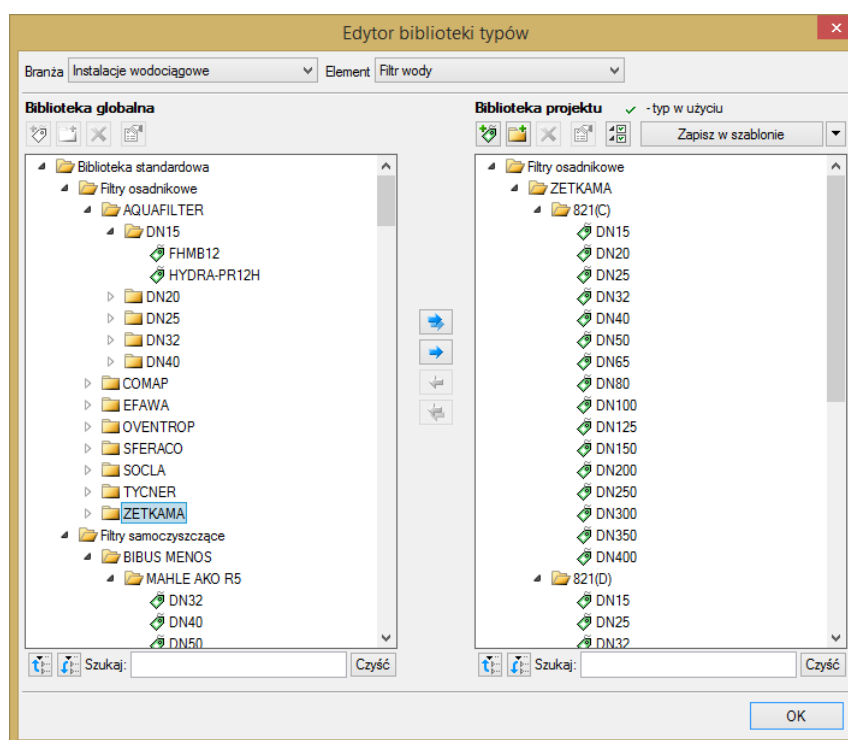 Edytor biblioteki typów
Branża Instalacje wodociągowe Element Filtr wody
Biblioteka globalna
Biblioteka standardowa
Filtry osadnikowe
AQUAFILTER
DN15
FHMB12
HYDRA-PR12H
DN20
DN25
DN32
DN40
COMAP
EFAWA
OVENTROP
SFERACO
SOCLA
TYCNER
ZETKAMA
Filtry samoczyszczące
BIBUS MENOS
MAHLE AKO R5
DN32
DN40
DN50
Szukaj: Czyść
Biblioteka projektu - typ w użyciu
Zapisz w szablonie
Filtry osadnikowe
ZETKAMA
821(C)
DN15
DN20
DN25
DN32
DN40
DN50
DN65
DN80
DN100
DN125
DN150
DN200
DN250
DN300
DN350
DN400
821(D)
DN15
DN25
DN32
Szukaj: Czyść
OK